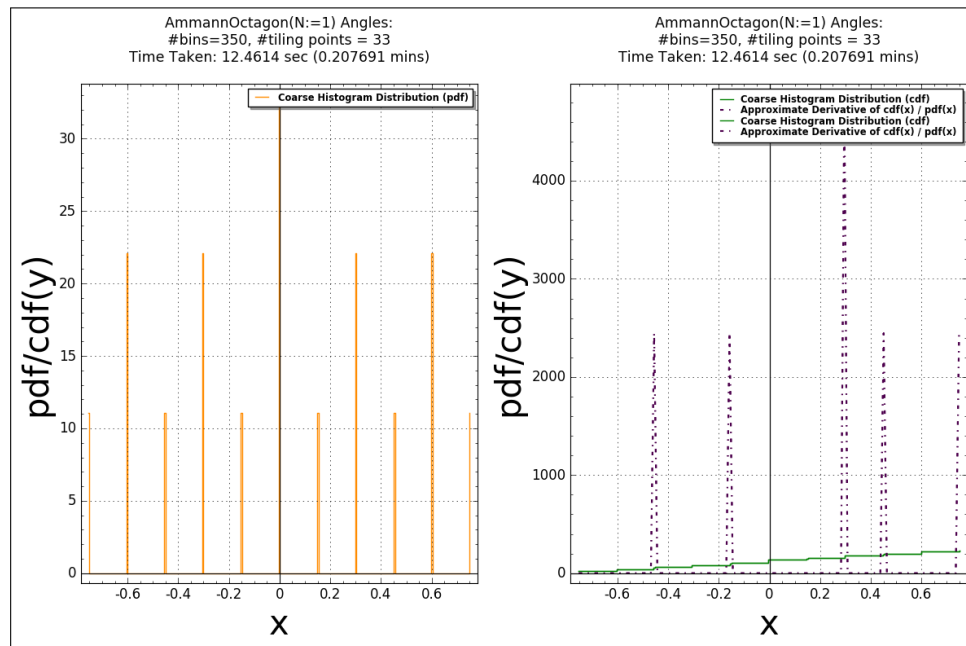 AmmannOctagon(N:=1) Angles:
#bins=350, #tiling points = 33
Time Taken: 12.4614 sec (0.207691 mins)
Coarse Histogram Distribution (pdf)
pdf/cdf(y)
30
25
20
15
10
5
0
-0.6 -0.4 -0.2 0 0.2 0.4 0.6
x
AmmannOctagon(N:=1) Angles:
#bins=350, #tiling points = 33
Time Taken: 12.4614 sec (0.207691 mins)
Coarse Histogram Distribution (cdf)
Approximate Derivative of cdf(x) / pdf(x)
Coarse Histogram Distribution (cdf)
Approximate Derivative of cdf(x) / pdf(x)
pdf/cdf(y)
4000
3000
2000
1000
0
-0.6 -0.4 -0.2 0 0.2 0.4 0.6
x